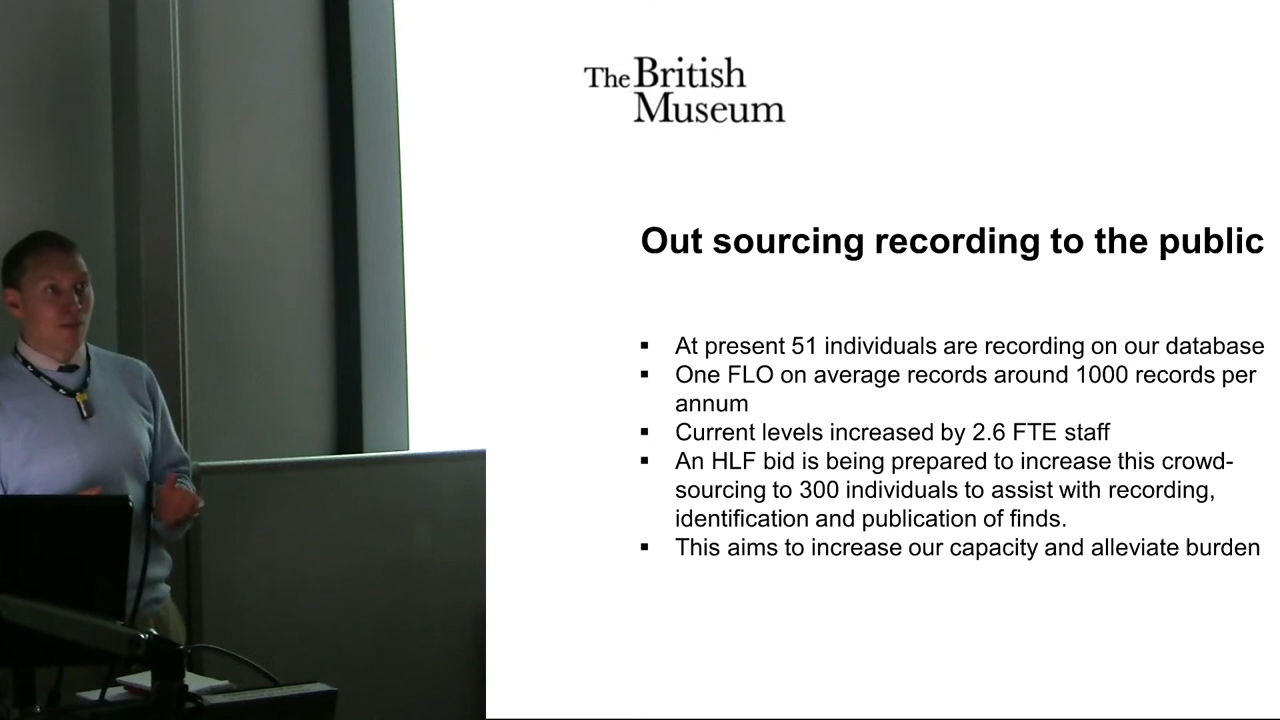 The British
Museum
Out sourcing recording to the public
▪ At present 51 individuals are recording on our database
▪ One FLO on average records around 1000 records per
annum
▪ Current levels increased by 2.6 FTE staff
▪ An HLF bid is being prepared to increase this crowd-
sourcing to 300 individuals to assist with recording,
identification and publication of finds.
▪ This aims to increase our capacity and alleviate burden